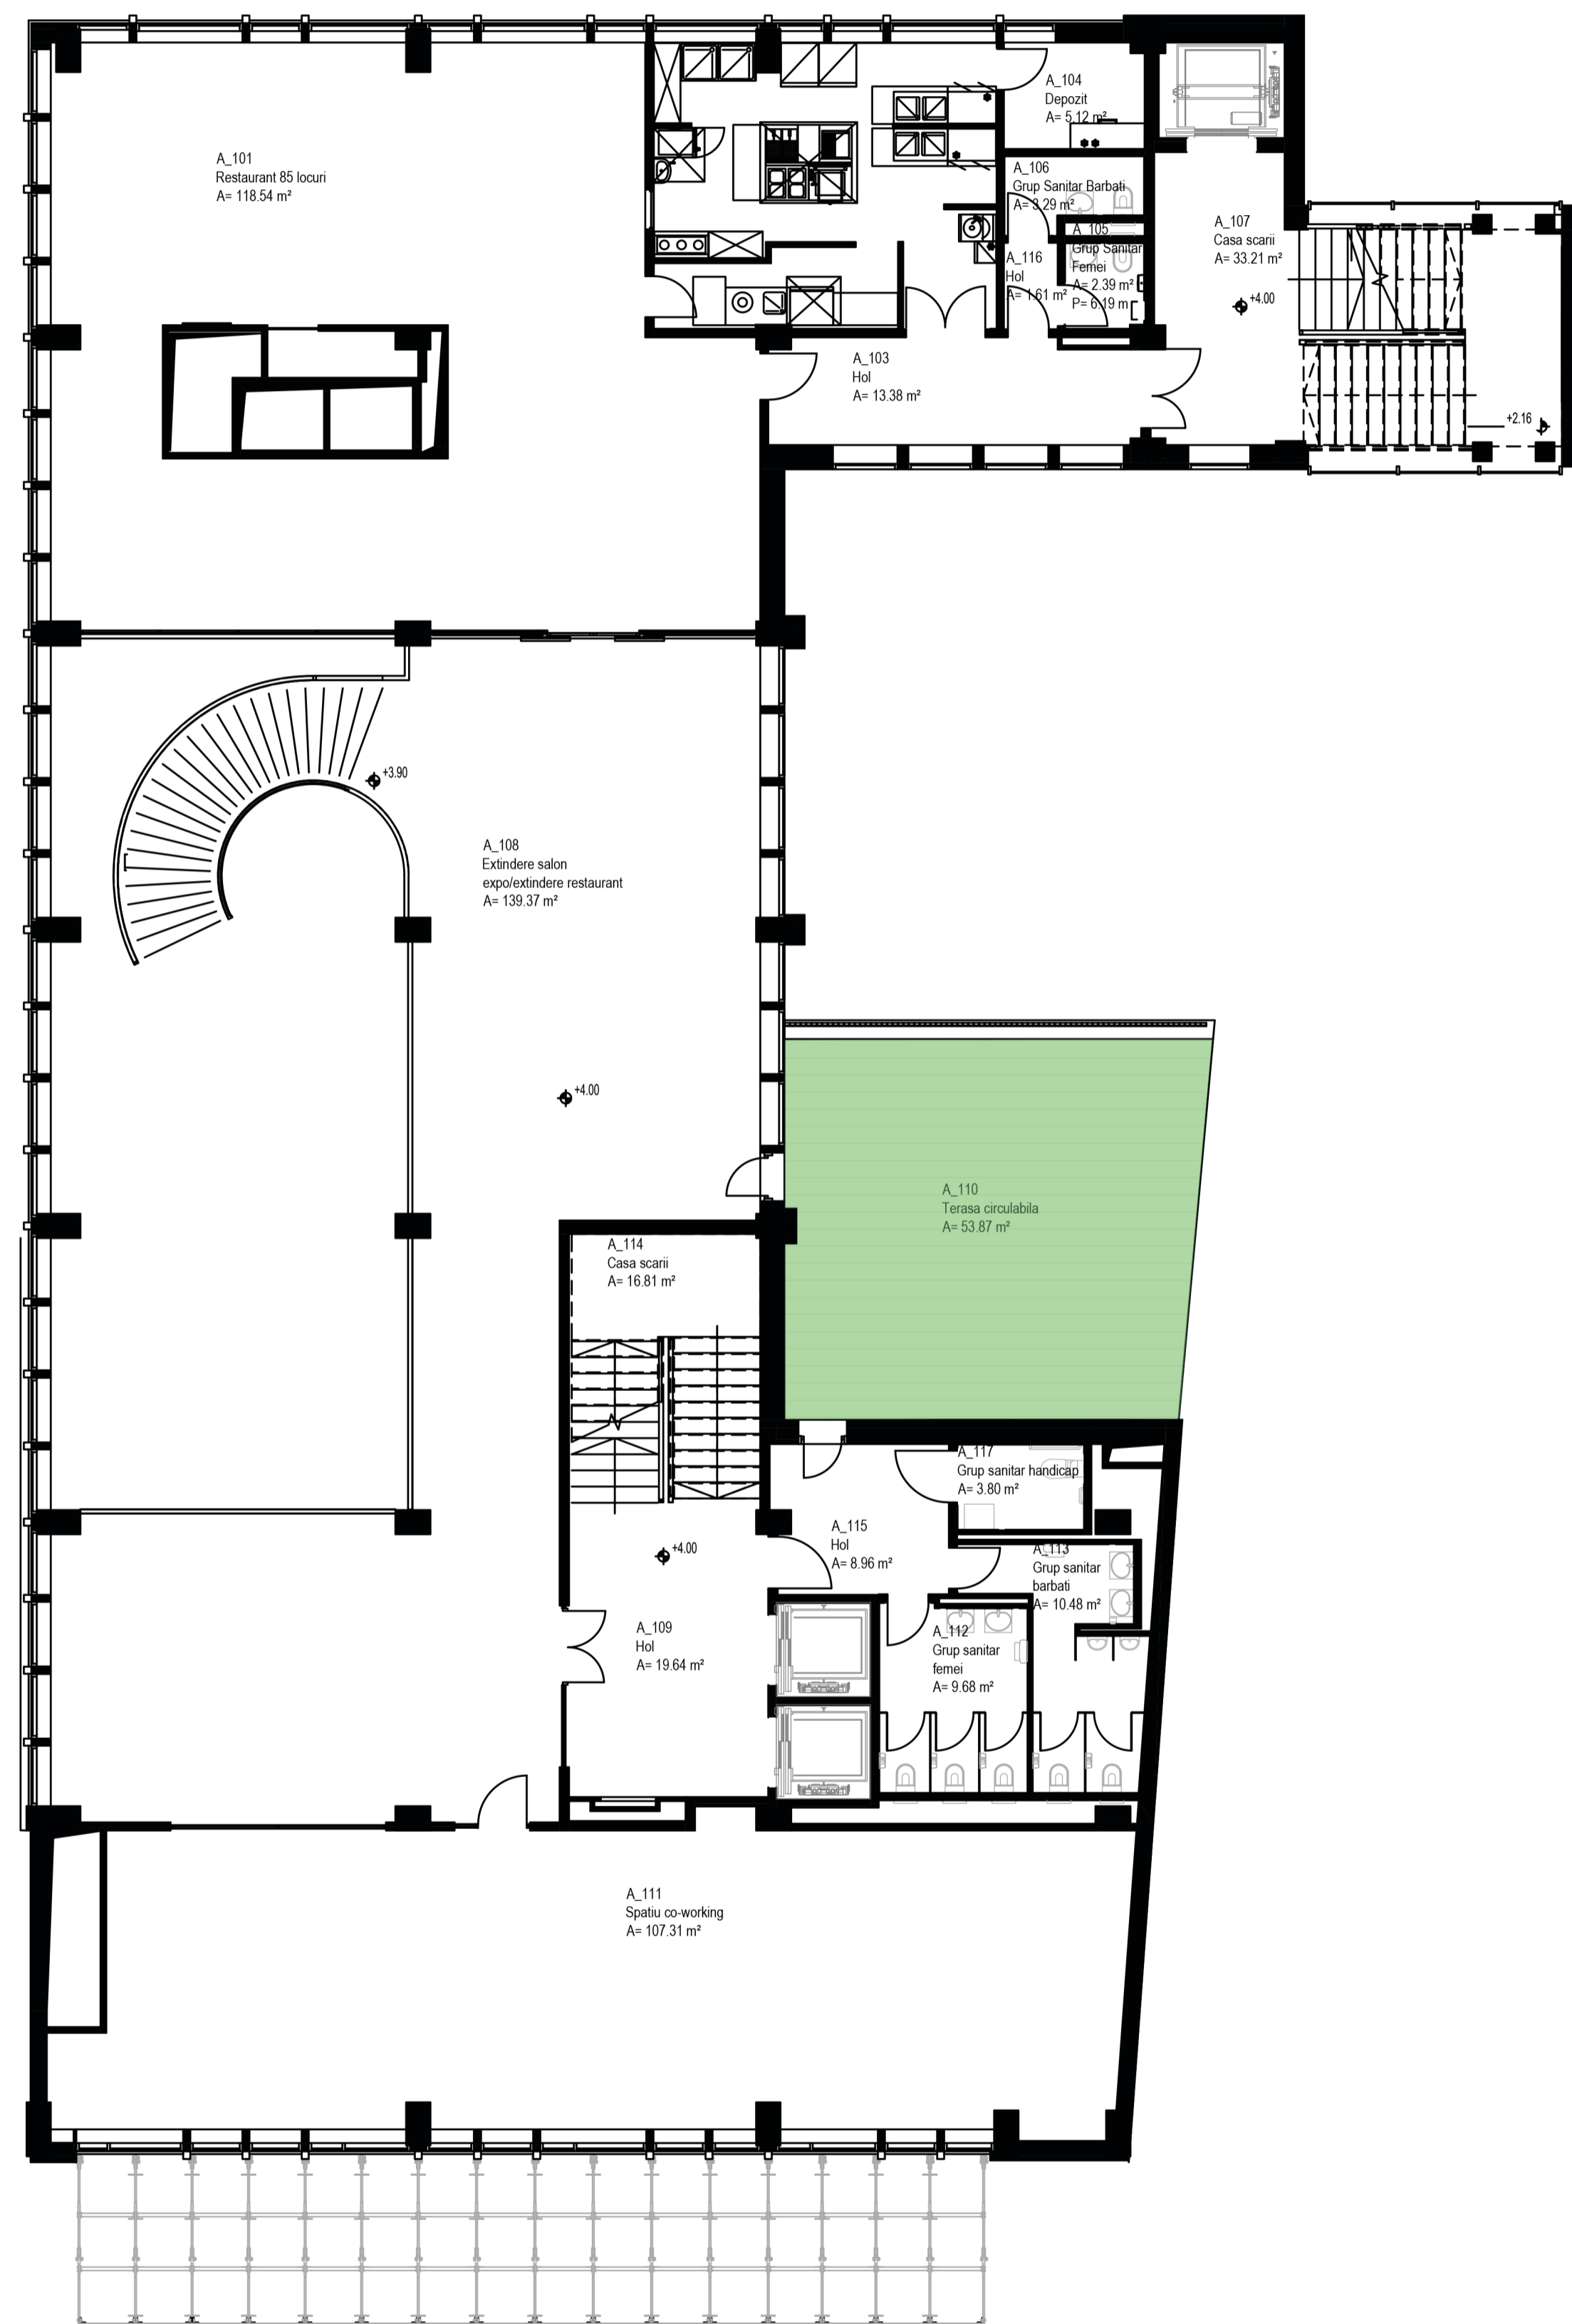 A_101
Restaurant 85 locuri
A= 118.54 m²
A_104
Depozit
A= 5.12 m²
A_106
Grup Sanitar Barbati
A= 3.29 m²
A_105
Grup Sanitar
Femei
A= 2.39 m²
P= 6.19 m
A_116
Hol
A= 1.61 m²
A_107
Casa scarii
A= 33.21 m²
+4.00
A_103
Hol
A= 13.38 m²
+2.16
+3.90
A_108
Extindere salon
expo/extindere restaurant
A= 139.37 m²
+4.00
A_110
Terasa circulabila
A= 53.87 m²
A_114
Casa scarii
A= 16.81 m²
A_117
Grup sanitar handicap
A= 3.80 m²
A_115
Hol
A= 8.96 m²
+4.00
A_113
Grup sanitar
barbati
A= 10.48 m²
A_109
Hol
A= 19.64 m²
A_112
Grup sanitar
femei
A= 9.68 m²
A_111
Spatiu co-working
A= 107.31 m²